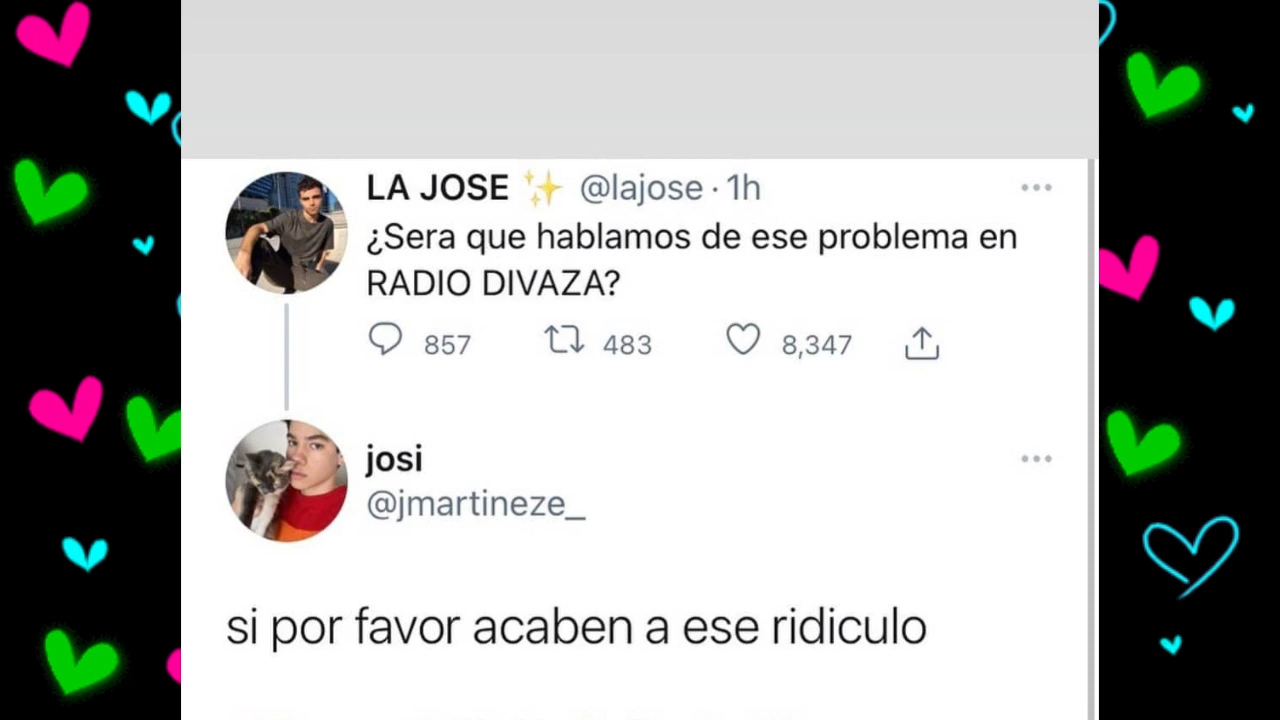 LA JOSE ✨ @lajose · 1h
¿Sera que hablamos de ese problema en
RADIO DIVAZA?
857 483 8,347
josi
@jmartineze_
si por favor acaben a ese ridiculo